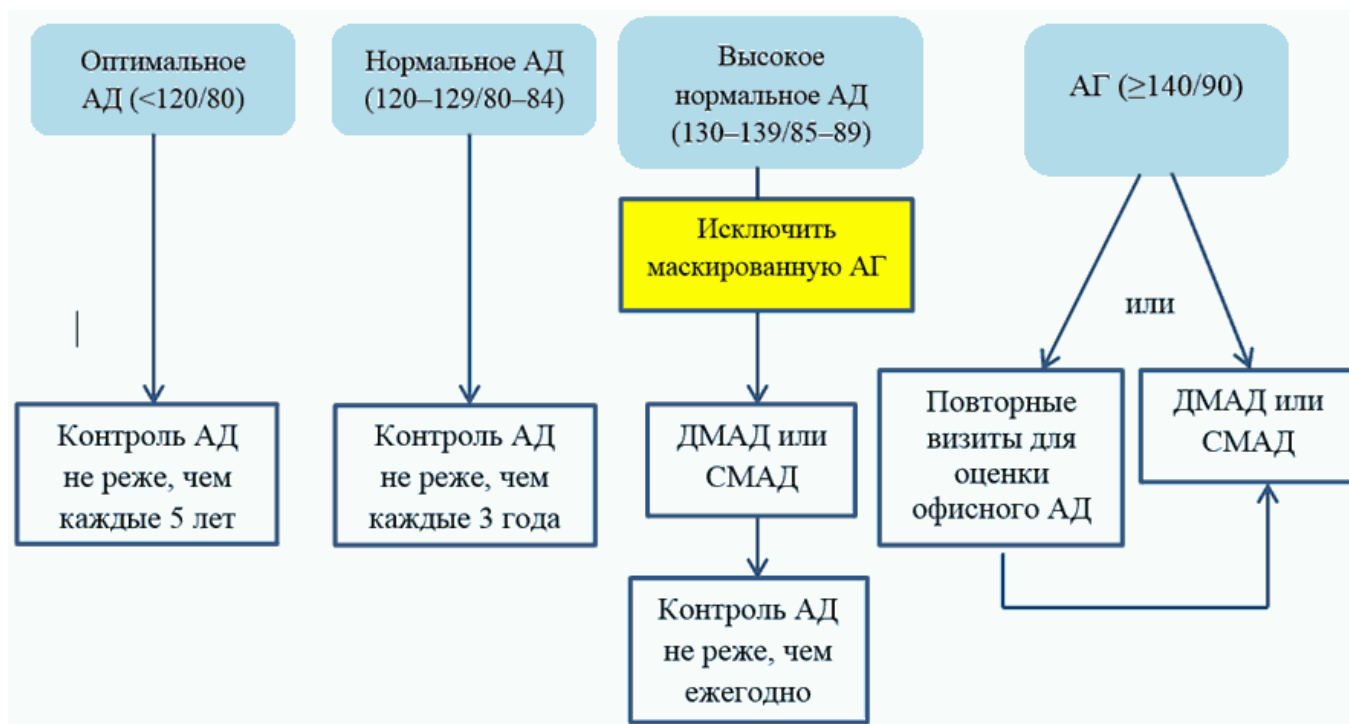 Оптимальное
АД (<120/80)
Нормальное АД
(120–129/80–84)
Высокое
нормальное АД
(130–139/85–89)
АГ (≥140/90)
Исключить
маскированную АГ
или
Контроль АД
не реже, чем
каждые 5 лет
Контроль АД
не реже, чем
каждые 3 года
ДМАД или
СМАД
Повторные
визиты для
оценки
офисного АД
ДМАД или
СМАД
Контроль АД
не реже, чем
ежегодно